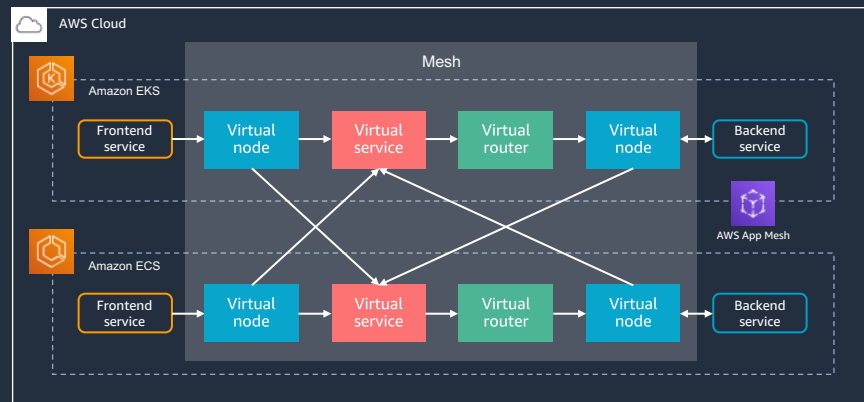 AWS Cloud
Mesh
Amazon EKS
Frontend
service
Virtual
node
Virtual
service
Virtual
router
Virtual
node
Backend
service
AWS App Mesh
Amazon ECS
Frontend
service
Virtual
node
Virtual
service
Virtual
router
Virtual
node
Backend
service